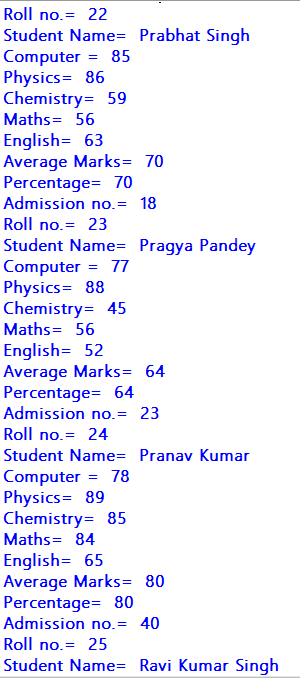 Roll no.= 22
Student Name= Prabhat Singh
Computer = 85
Physics= 86
Chemistry= 59
Maths= 56
English= 63
Average Marks= 70
Percentage= 70
Admission no.= 18
Roll no.= 23
Student Name= Pragya Pandey
Computer = 77
Physics= 88
Chemistry= 45
Maths= 56
English= 52
Average Marks= 64
Percentage= 64
Admission no.= 23
Roll no.= 24
Student Name= Pranav Kumar
Computer = 78
Physics= 89
Chemistry= 85
Maths= 84
English= 65
Average Marks= 80
Percentage= 80
Admission no.= 40
Roll no.= 25
Student Name= Ravi Kumar Singh